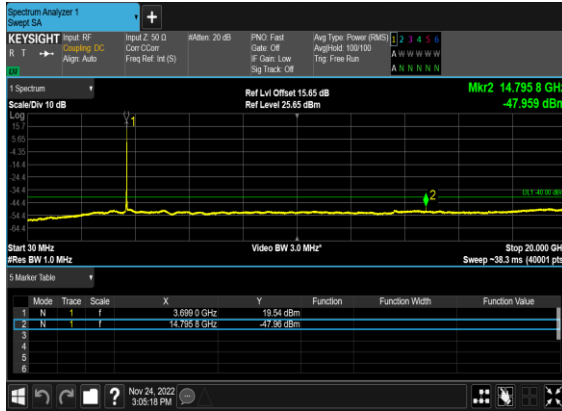 Spectrum Analyzer 1
Swept SA
+
KEYSIGHT Input: RF Input Z: 50 Ω #Atten: 20 dB PNO: Fast Avg Type: Power (RMS) 1 2 3 4 5 6
R T Coupling: DC Corr CCorr Gate: Off Avg|Hold: 100/100 A W W W W W
Align: Auto Freq Ref: Int (S) IF Gain: Low Trig: Free Run
Sig Track: Off A N N N N N
LU
1 Spectrum Ref Lvl Offset 15.65 dB Mkr2 14.795 8 GHz
Scale/Div 10 dB Ref Level 25.65 dBm -47.959 dBm
Log
15.7
5.65
-4.35
-14.4
-24.4
-34.4
-44.4
-54.4
-64.4
1
2
DL1 -40.00 dBm
Start 30 MHz Video BW 3.0 MHz* Stop 20.000 GHz
#Res BW 1.0 MHz Sweep ~38.3 ms (40001 pts)
5 Marker Table
Mode Trace Scale X Y Function Function Width Function Value
1 N 1 f 3.699 0 GHz 19.54 dBm
2 N 1 f 14.795 8 GHz -47.96 dBm
3
4
5
6
? Nov 24, 2022
3:05:18 PM